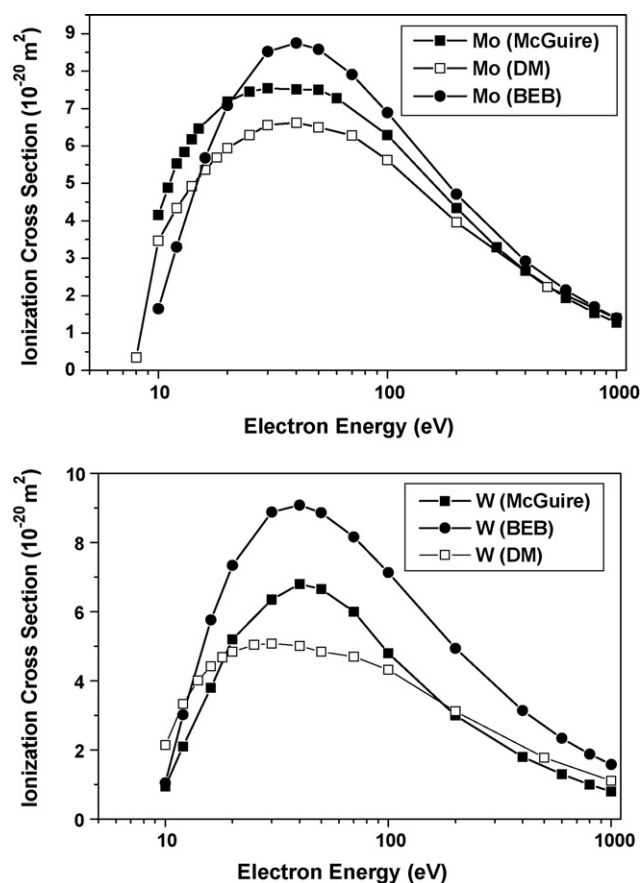 9
8
7
6
5
4
3
2
1
0
Ionization Cross Section (10⁻²⁰ m²)
Mo (McGuire)
Mo (DM)
Mo (BEB)
10
100
1000
Electron Energy (eV)
10
8
6
4
2
0
Ionization Cross Section (10⁻²⁰ m²)
W (McGuire)
W (BEB)
W (DM)
10
100
1000
Electron Energy (eV)